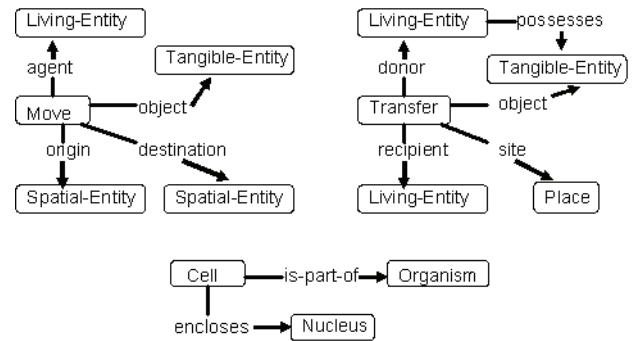 Living-Entity
agent
Tangible-Entity
Move
object
origin
destination
Spatial-Entity
Spatial-Entity
Living-Entity
possesses
donor
Tangible-Entity
Transfer
object
recipient
site
Living-Entity
Place
Cell
is-part-of
Organism
encloses
Nucleus